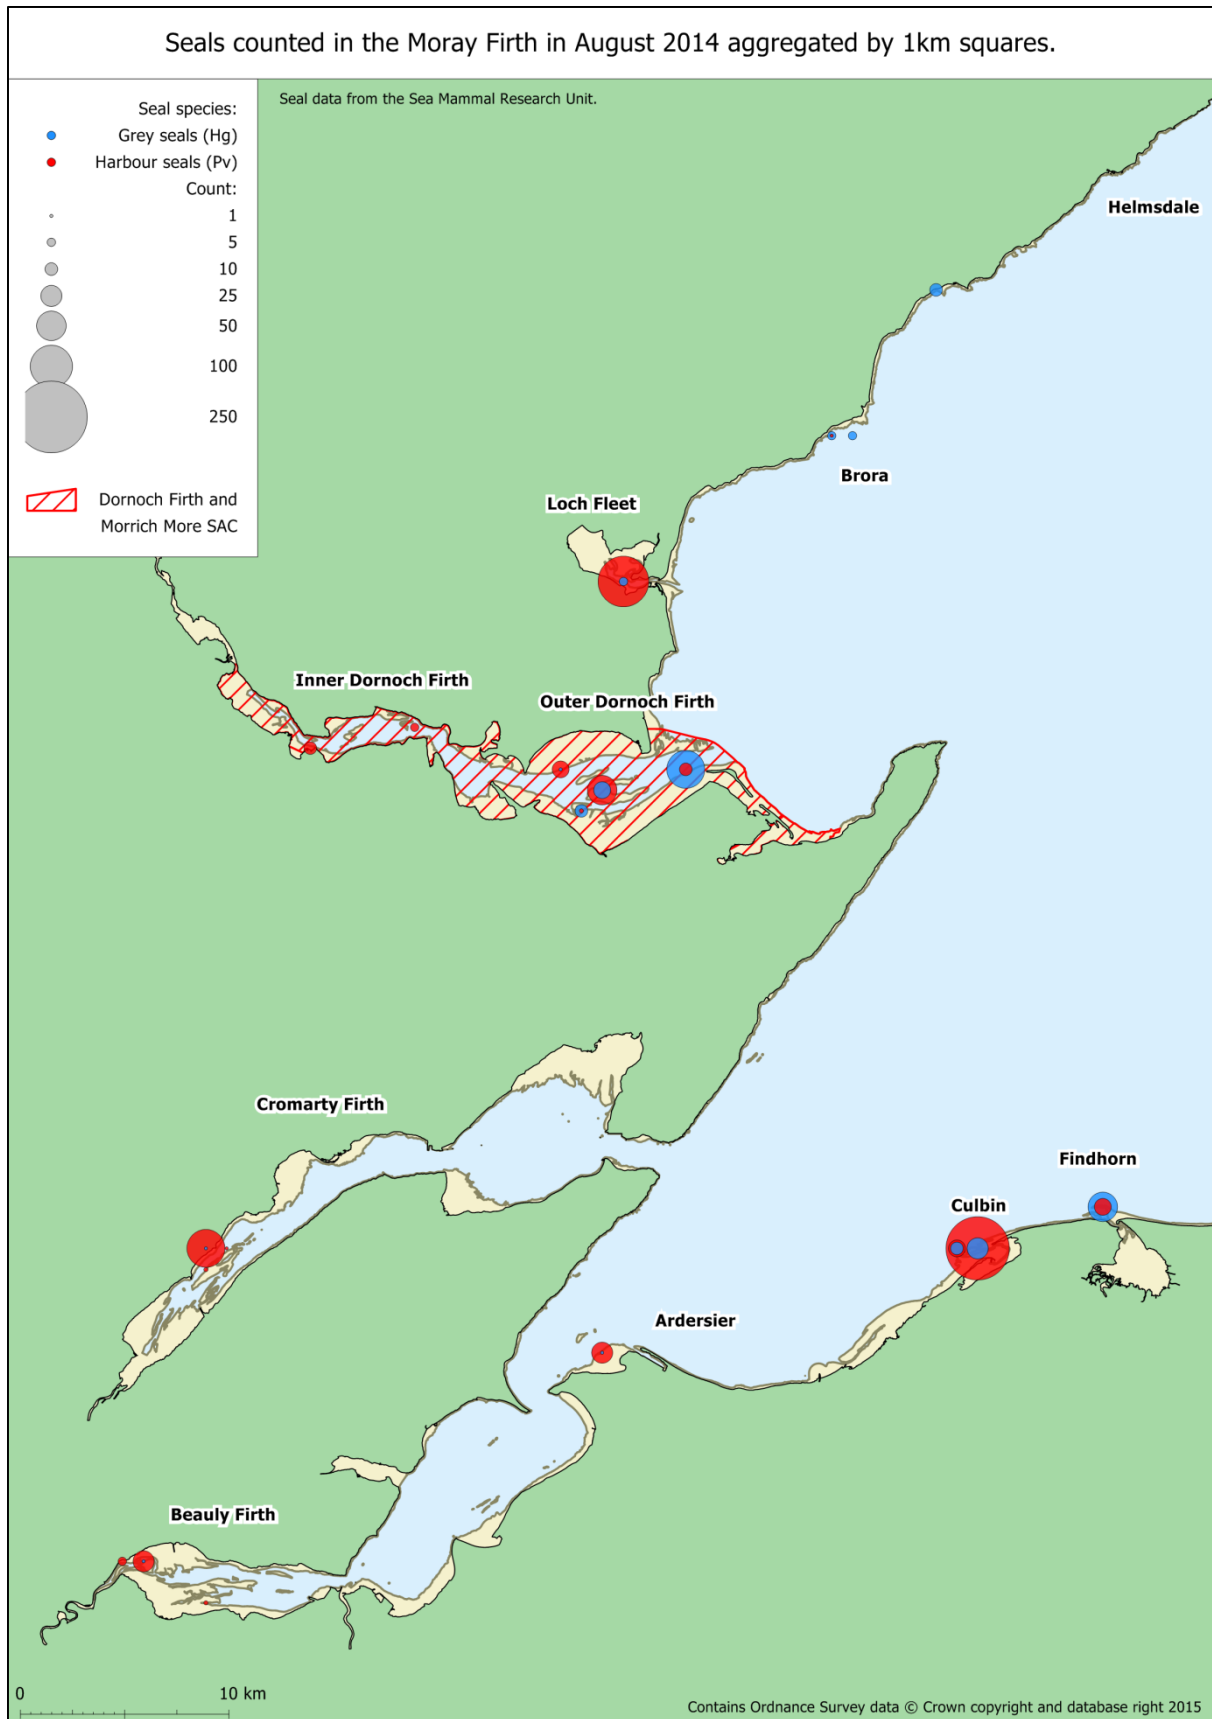 Seals counted in the Moray Firth in August 2014 aggregated by 1km squares.
Seal data from the Sea Mammal Research Unit.
Seal species:
Grey seals (Hg)
Harbour seals (Pv)
Count:
1
5
10
25
50
100
250
Dornoch Firth and
Morrich More SAC
Helmsdale
Brora
Loch Fleet
Inner Dornoch Firth
Outer Dornoch Firth
Cromarty Firth
Findhorn
Culbin
Ardersier
Beauly Firth
0 10 km
Contains Ordnance Survey data © Crown copyright and database right 2015